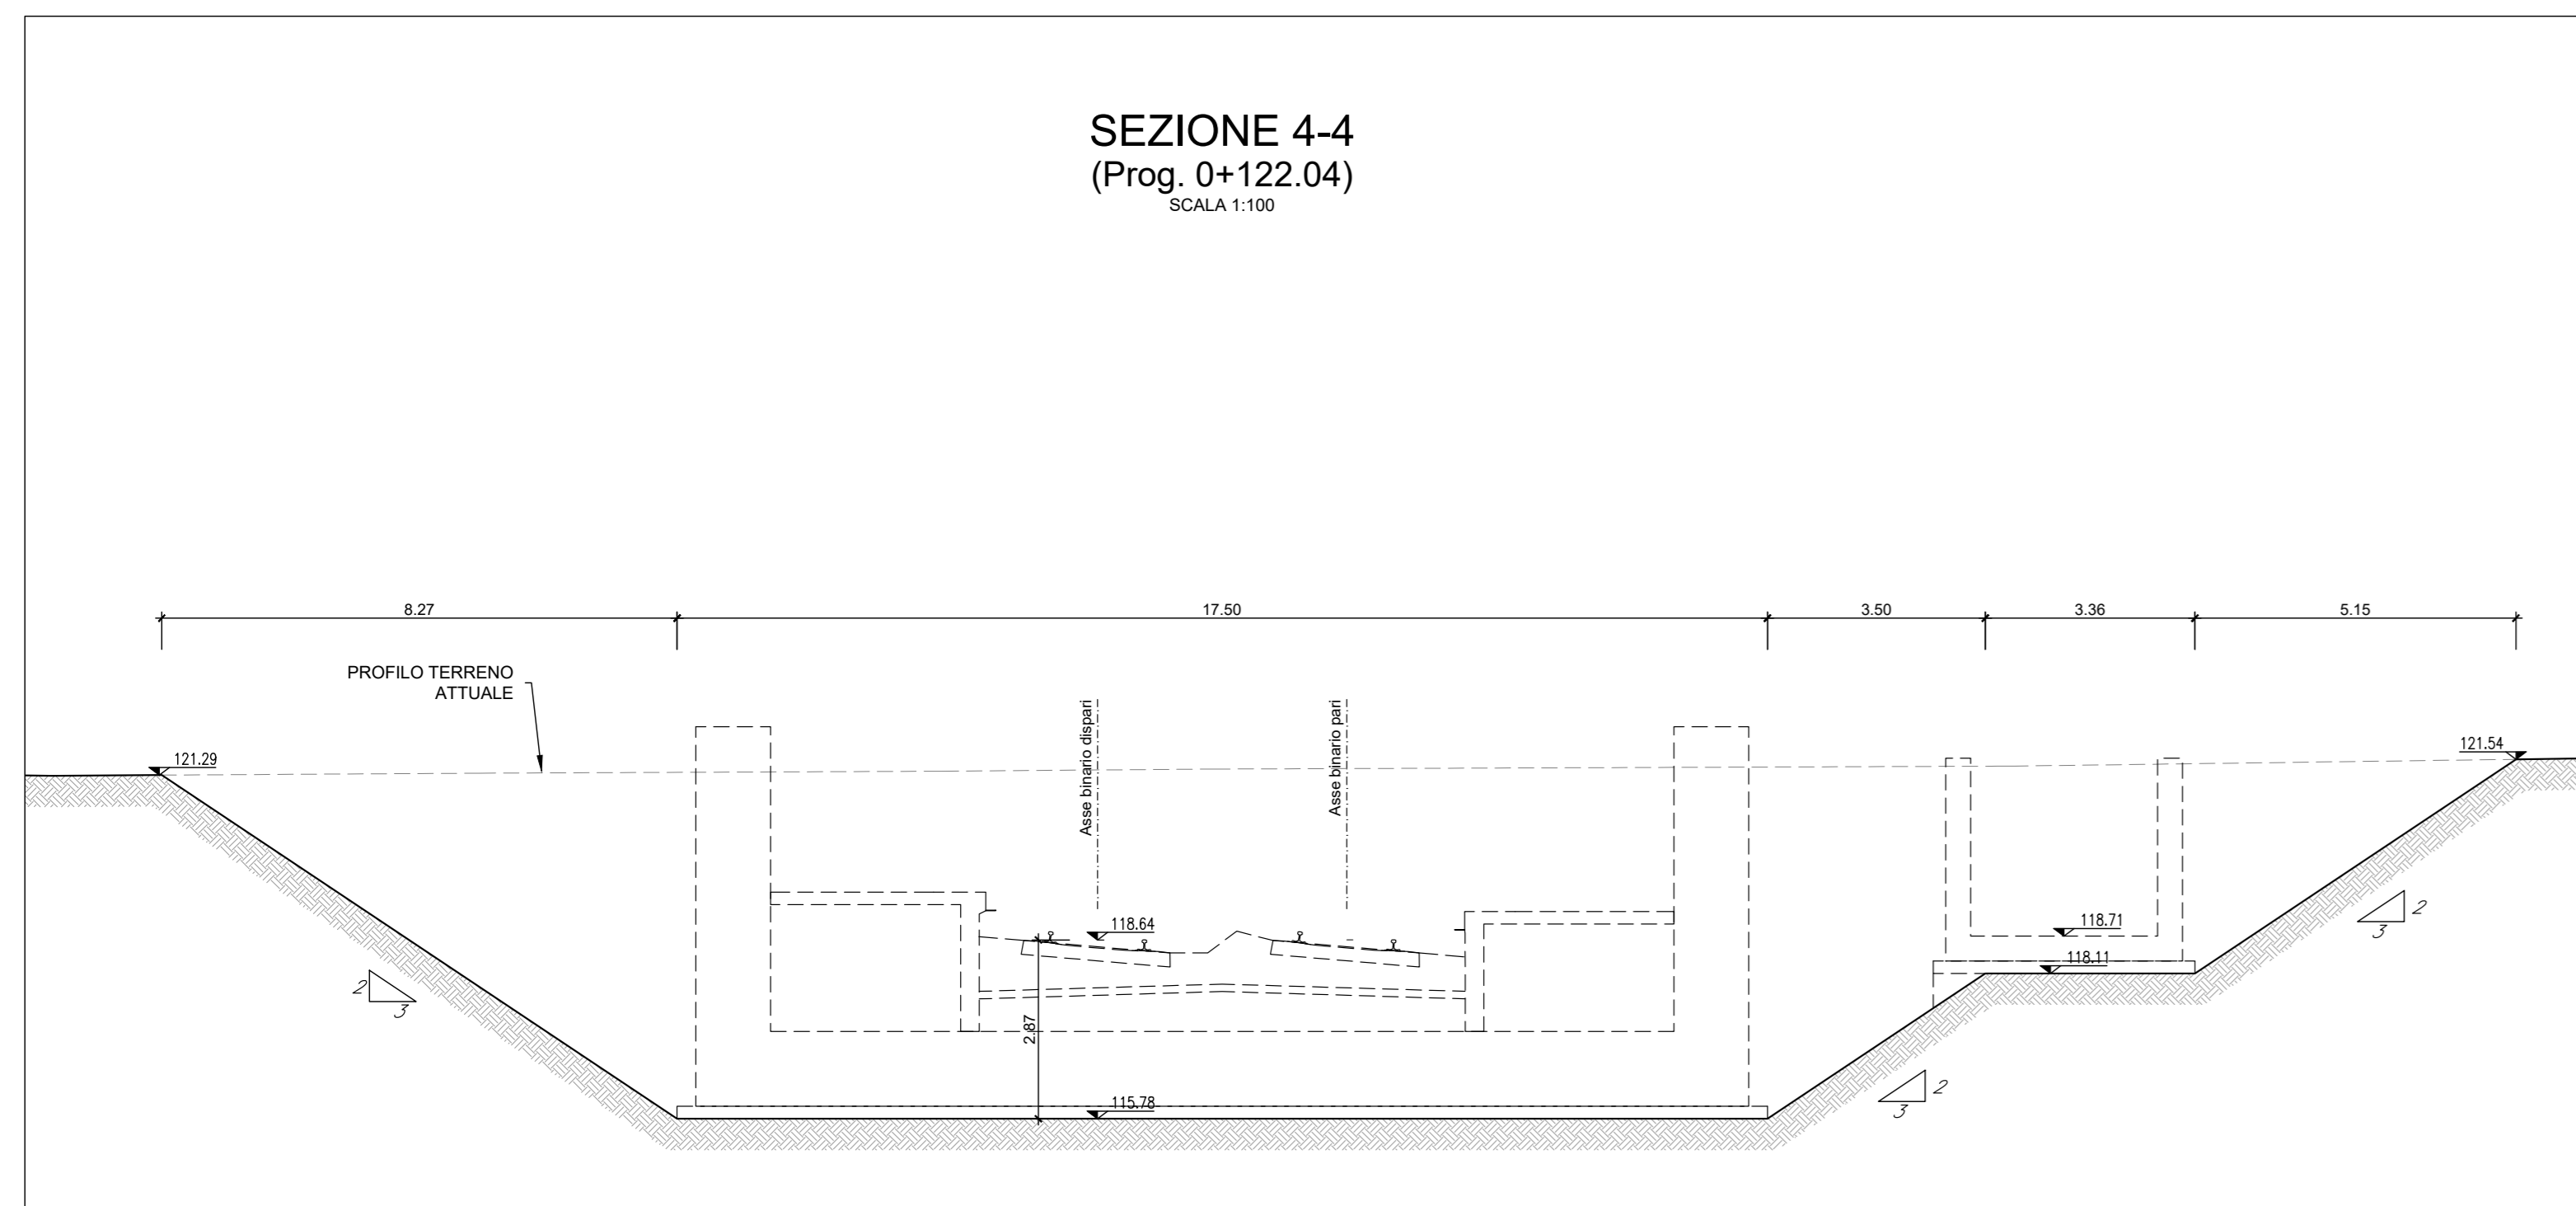 SEZIONE 4-4
(Prog. 0+122.04)
SCALA 1:100
8.27
17.50
3.50
3.36
5.15
PROFILO TERRENO
ATTUALE
Asse binario dispari
Asse binario pari
121.29
121.54
118.64
118.71
118.11
2
3
2.87
115.78
2
3
2
3